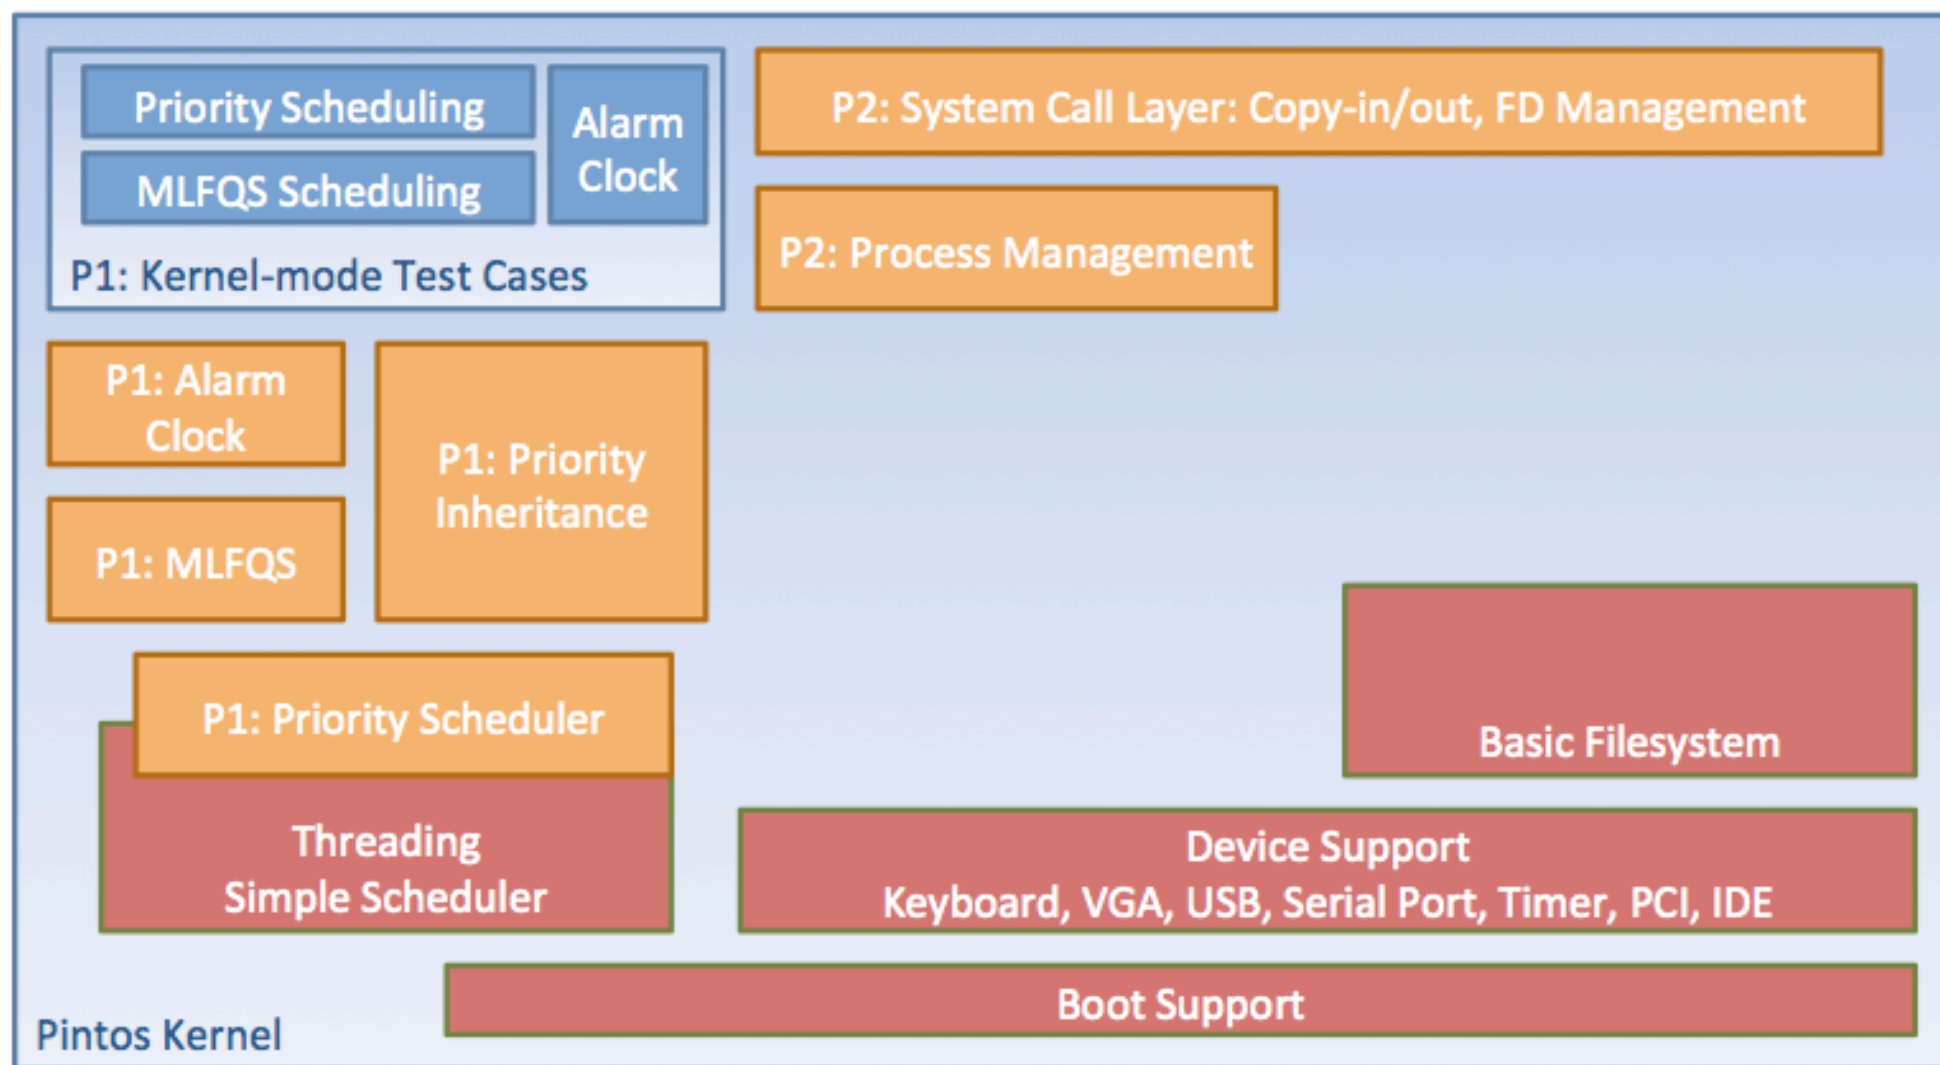 Priority Scheduling
MLFQS Scheduling
Alarm
Clock
P1: Kernel-mode Test Cases
P2: System Call Layer: Copy-in/out, FD Management
P2: Process Management
P1: Alarm
Clock
P1: MLFQS
P1: Priority
Inheritance
P1: Priority Scheduler
Threading
Simple Scheduler
Basic Filesystem
Device Support
Keyboard, VGA, USB, Serial Port, Timer, PCI, IDE
Boot Support
Pintos Kernel